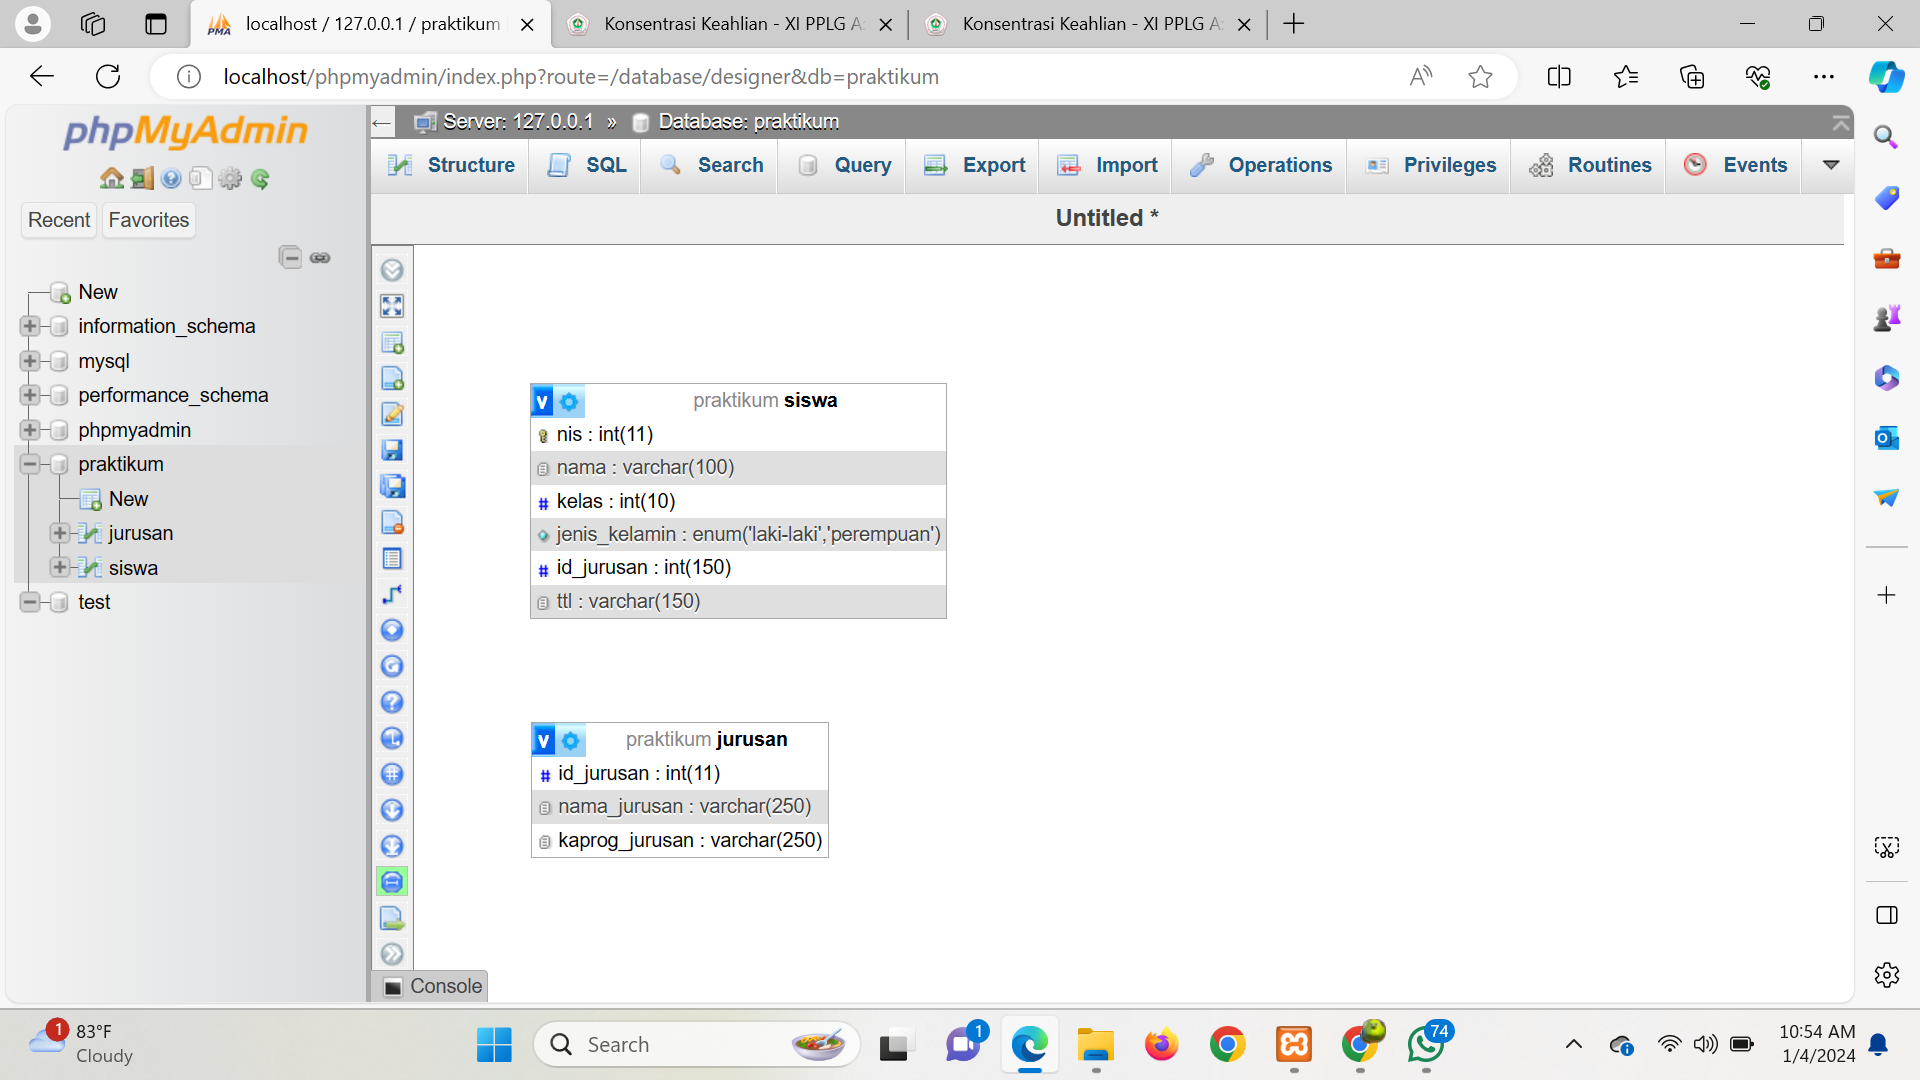 localhost / 127.0.0.1 / praktikum
Konsentrasi Keahlian - XI PPLG A
Konsentrasi Keahlian - XI PPLG A
localhost/phpmyadmin/index.php?route=/database/designer&db=praktikum
phpMyAdmin
Recent
Favorites
New
information_schema
mysql
performance_schema
phpmyadmin
praktikum
New
jurusan
siswa
test
Server: 127.0.0.1 » Database: praktikum
Structure
SQL
Search
Query
Export
Import
Operations
Privileges
Routines
Events
Untitled *
praktikum siswa
nis : int(11)
nama : varchar(100)
# kelas : int(10)
jenis_kelamin : enum('laki-laki','perempuan')
# id_jurusan : int(150)
ttl : varchar(150)
praktikum jurusan
# id_jurusan : int(11)
nama_jurusan : varchar(250)
kaprog_jurusan : varchar(250)
Console
1
83°F
Cloudy
Search
1
74
10:54 AM
1/4/2024